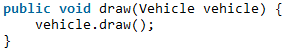 public void draw(Vehicle vehicle) {
    vehicle.draw();
}